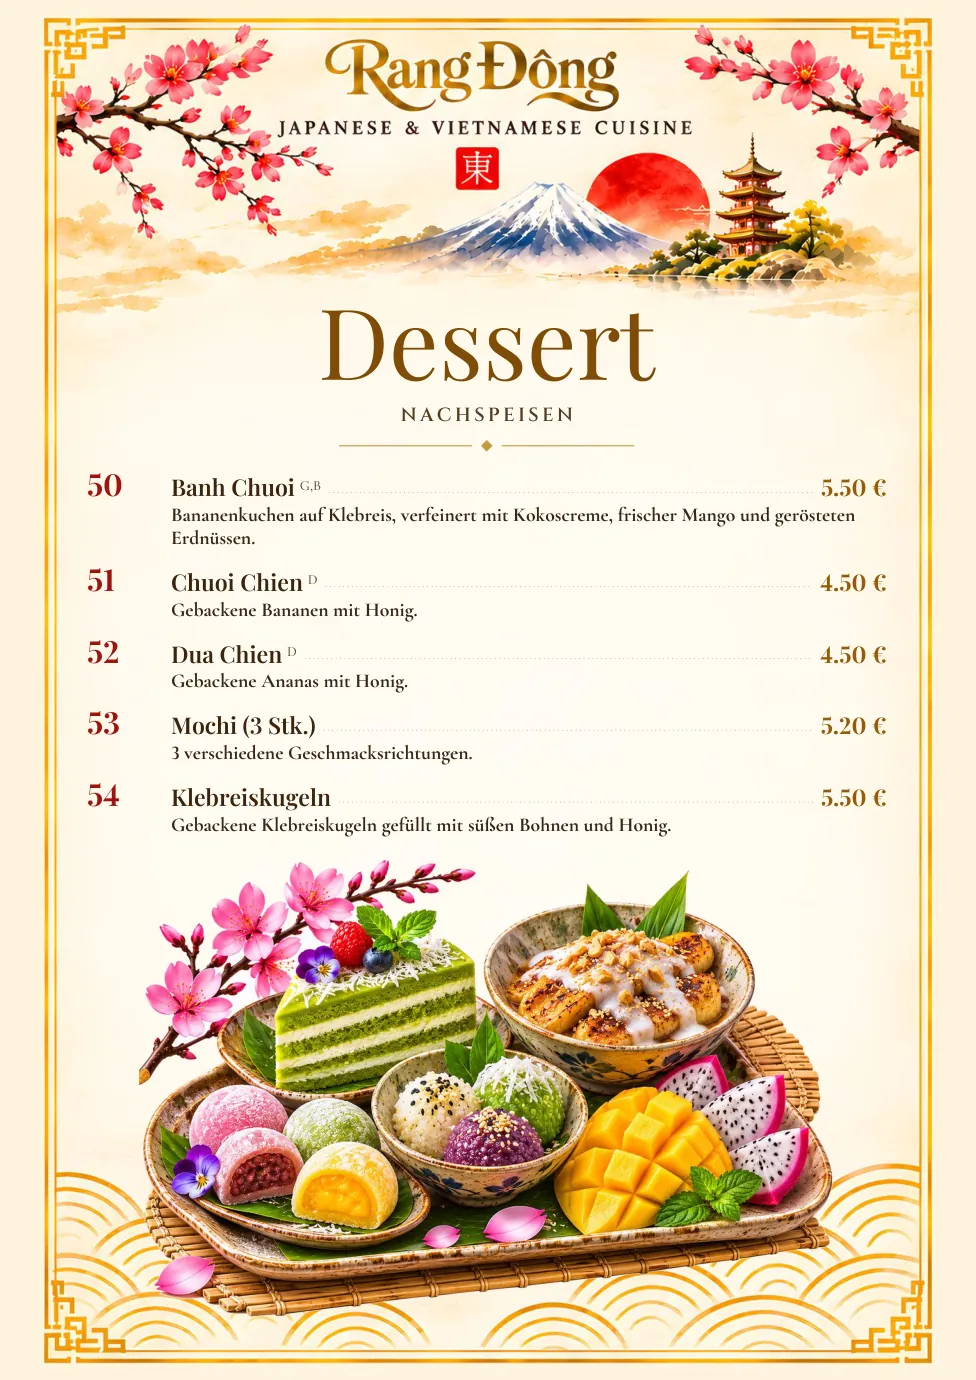 Rang Đông
JAPANESE & VIETNAMESE CUISINE
東
Dessert
NACHSPEISEN
50 Banh Chuoi G,B 5.50 €
Bananenkuchen auf Klebreis, verfeinert mit Kokoscreme, frischer Mango und gerösteten
Erdnüssen.
51 Chuoi Chien D 4.50 €
Gebackene Bananen mit Honig.
52 Dua Chien D 4.50 €
Gebackene Ananas mit Honig.
53 Mochi (3 Stk.) 5.20 €
3 verschiedene Geschmacksrichtungen.
54 Klebreiskugeln 5.50 €
Gebackene Klebreiskugeln gefüllt mit süßen Bohnen und Honig.